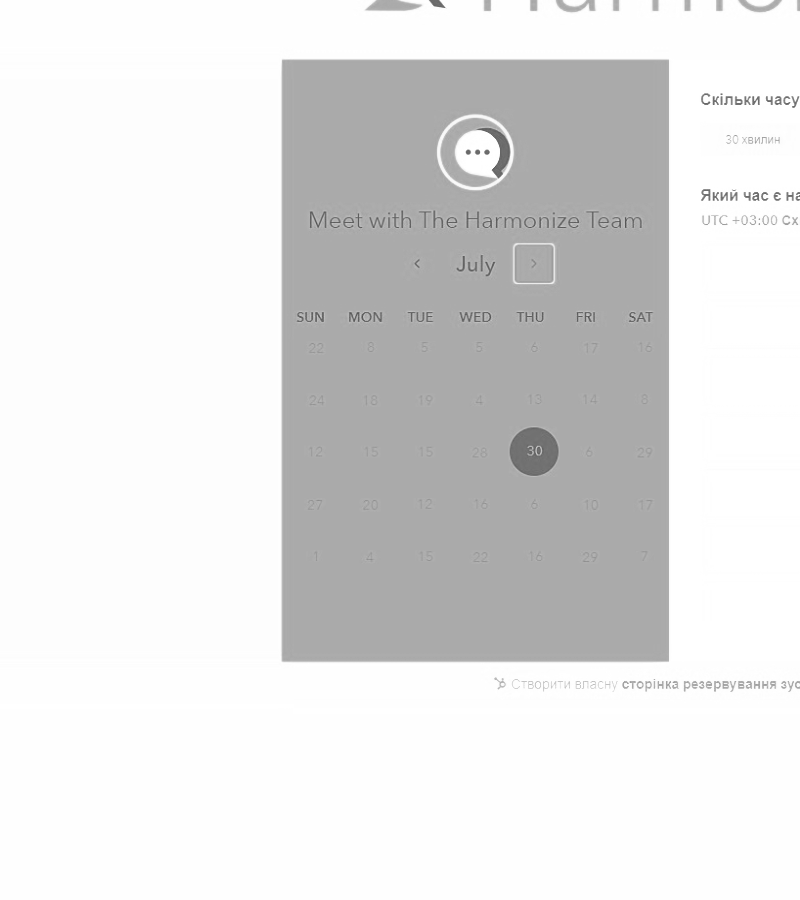 Meet with The Harmonize Team
July
SUN MON TUE WED THU FRI SAT
22 8 5 5 6 17 16
24 18 19 4 13 14 8
12 15 15 28 30 6 29
27 20 12 16 6 10 17
1 4 15 22 16 29 7
Скільки часу
30 хвилин
Який час є на
UTC +03:00 Сх
Створити власну сторінка резервування зус